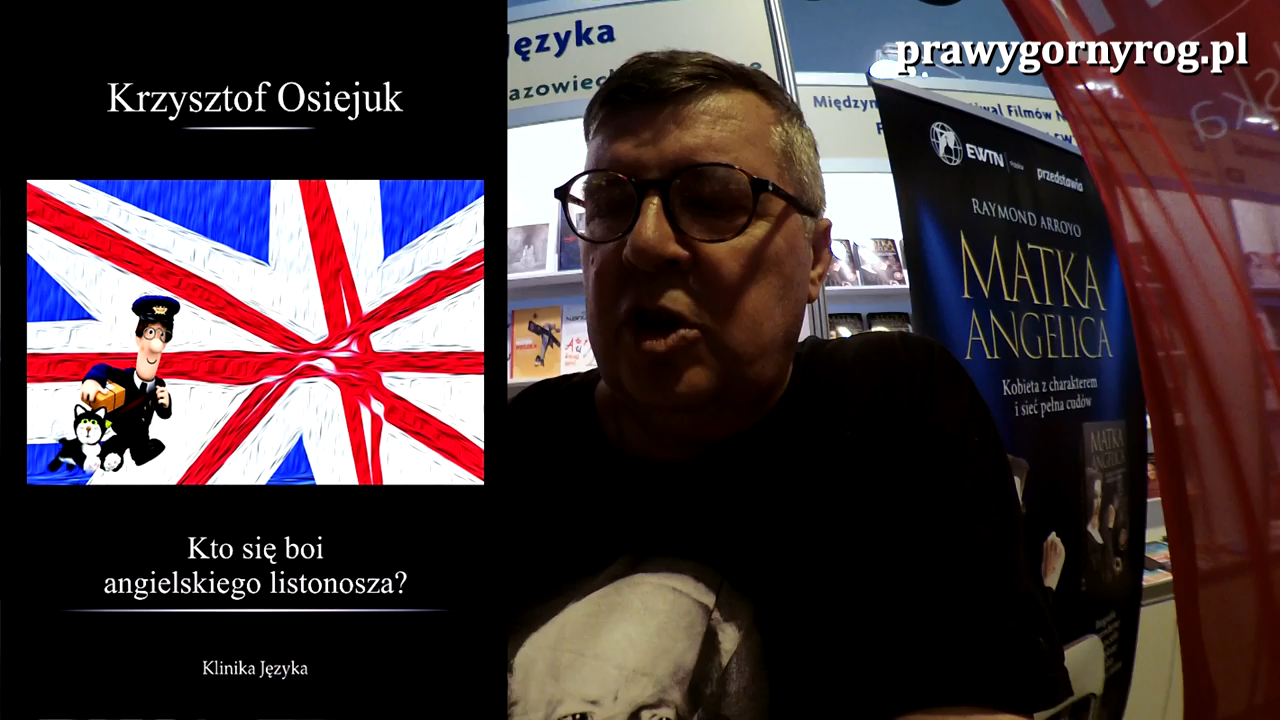 Krzysztof Osiejuk
Kto się boi
angielskiego listonosza?
Klinika Języka
prawygornyrog.pl
Języka
EWTN
przedstawia
RAYMOND ARROYO
MATKA
ANGELICA
Kobieta z charakterem
i sieć pełna cudów
MATKA
ANGELICA